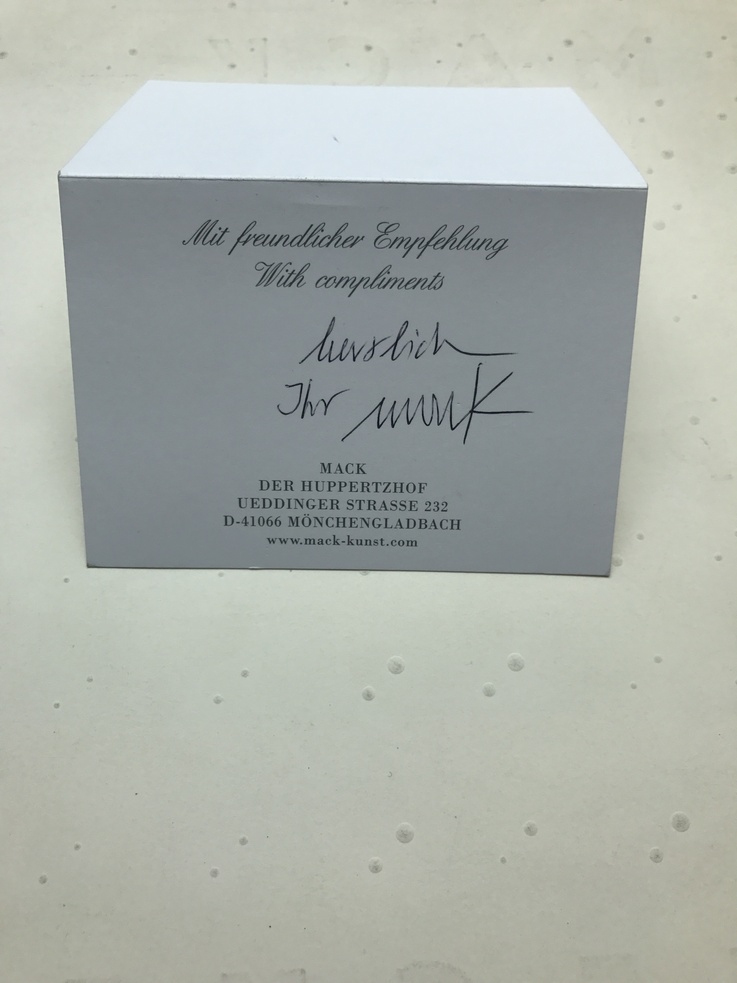 Mit freundlicher Empfehlung
With compliments
herzlich
Ihr Mack
MACK
DER HUPPERTZHOF
UEDDINGER STRASSE 232
D-41066 MÖNCHENGLADBACH
www.mack-kunst.com